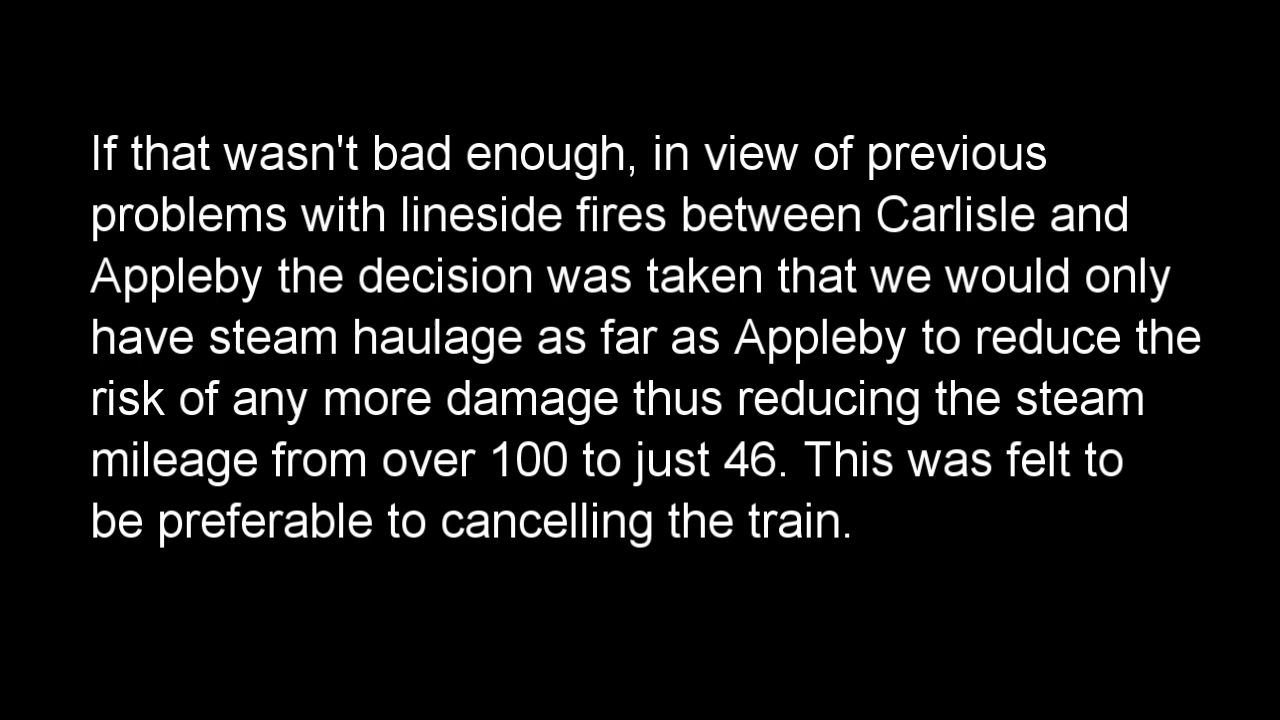 If that wasn't bad enough, in view of previous
problems with lineside fires between Carlisle and
Appleby the decision was taken that we would only
have steam haulage as far as Appleby to reduce the
risk of any more damage thus reducing the steam
mileage from over 100 to just 46. This was felt to
be preferable to cancelling the train.